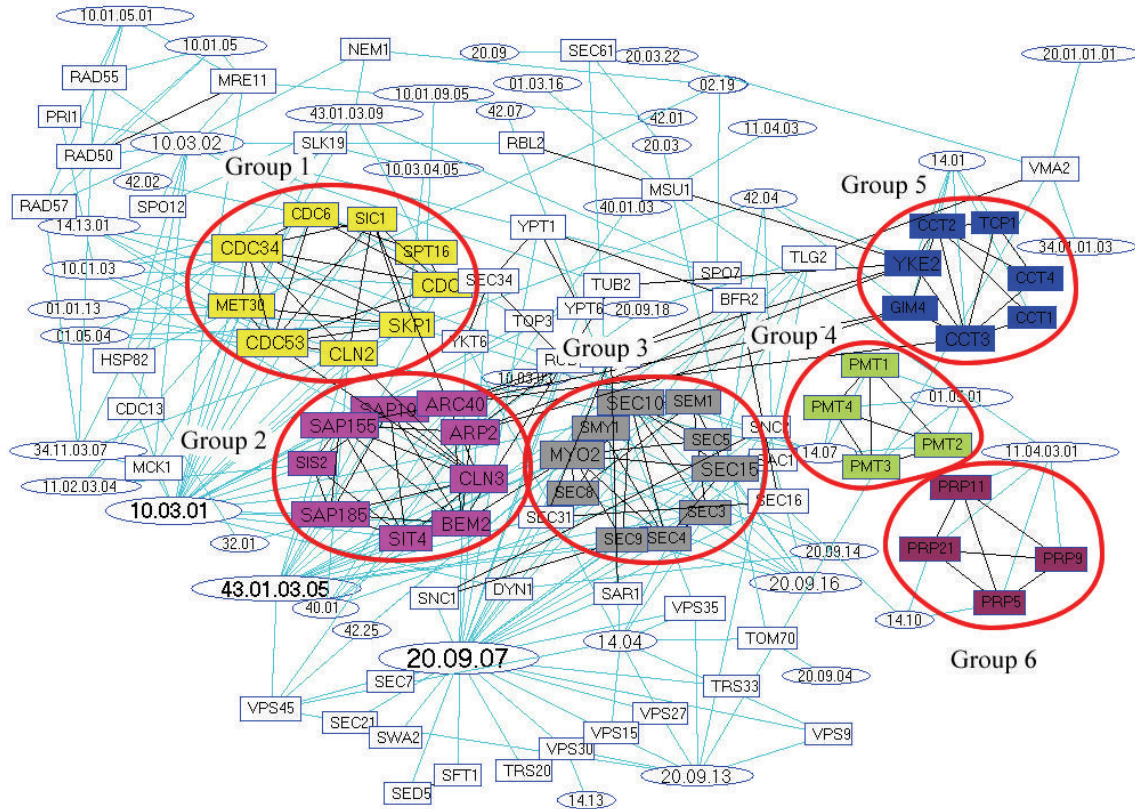 10.01.05.01
10.01.05
NEM1
20.09
SEC61
20.03.22
20.01.01.01
RAD55
MRE11
01.03.16
02.19
10.01.09.05
PRI1
43.01.03.09
42.07
42.01
11.04.03
10.03.02
SLK19
RBL2
20.03
RAD50
Group 1
10.03.04.05
14.01
VMA2
42.02
MSU1
42.04
Group 5
RAD57
SPO12
CDC6
SIC1
40.01.03
14.13.01
YPT1
CCT2
TCP1
CDC34
SPT16
TLG2
34.01.01.03
10.01.03
SEC34
SPO7
YKE2
CDC
TUB2
CCT4
01.01.13
MET30
YPT6
BFR2
GIM4
CCT1
TOP3
20.09.18
01.05.04
SKP1
CDC53
YKT6
Group 4
CCT3
HSP82
CLN2
Group 3
PMT1
10.03.03
01.05.01
CDC13
SAP19
ARC40
SEC10
SEM1
PMT4
Group 2
SAP155
ARP2
SMY1
SEC5
PMT2
34.11.03.07
MYO2
14.07
11.04.03.01
SIS2
MCK1
CLN3
SEC15
PMT3
11.02.03.04
SEC8
SEC16
PRP11
10.03.01
SAP185
BEM2
SEC31
SEC3
SIT4
SEC9
SEC4
32.01
20.09.14
PRP21
PRP9
43.01.03.05
20.09.16
40.01
SNC1
DYN1
SAR1
PRP5
VPS35
14.10
42.25
14.04
TOM70
20.09.07
Group 6
SEC7
TRS33
20.09.04
VPS45
SEC21
VPS27
SWA2
VPS15
VPS9
VPS30
SFT1
TRS20
20.09.13
SED5
14.13